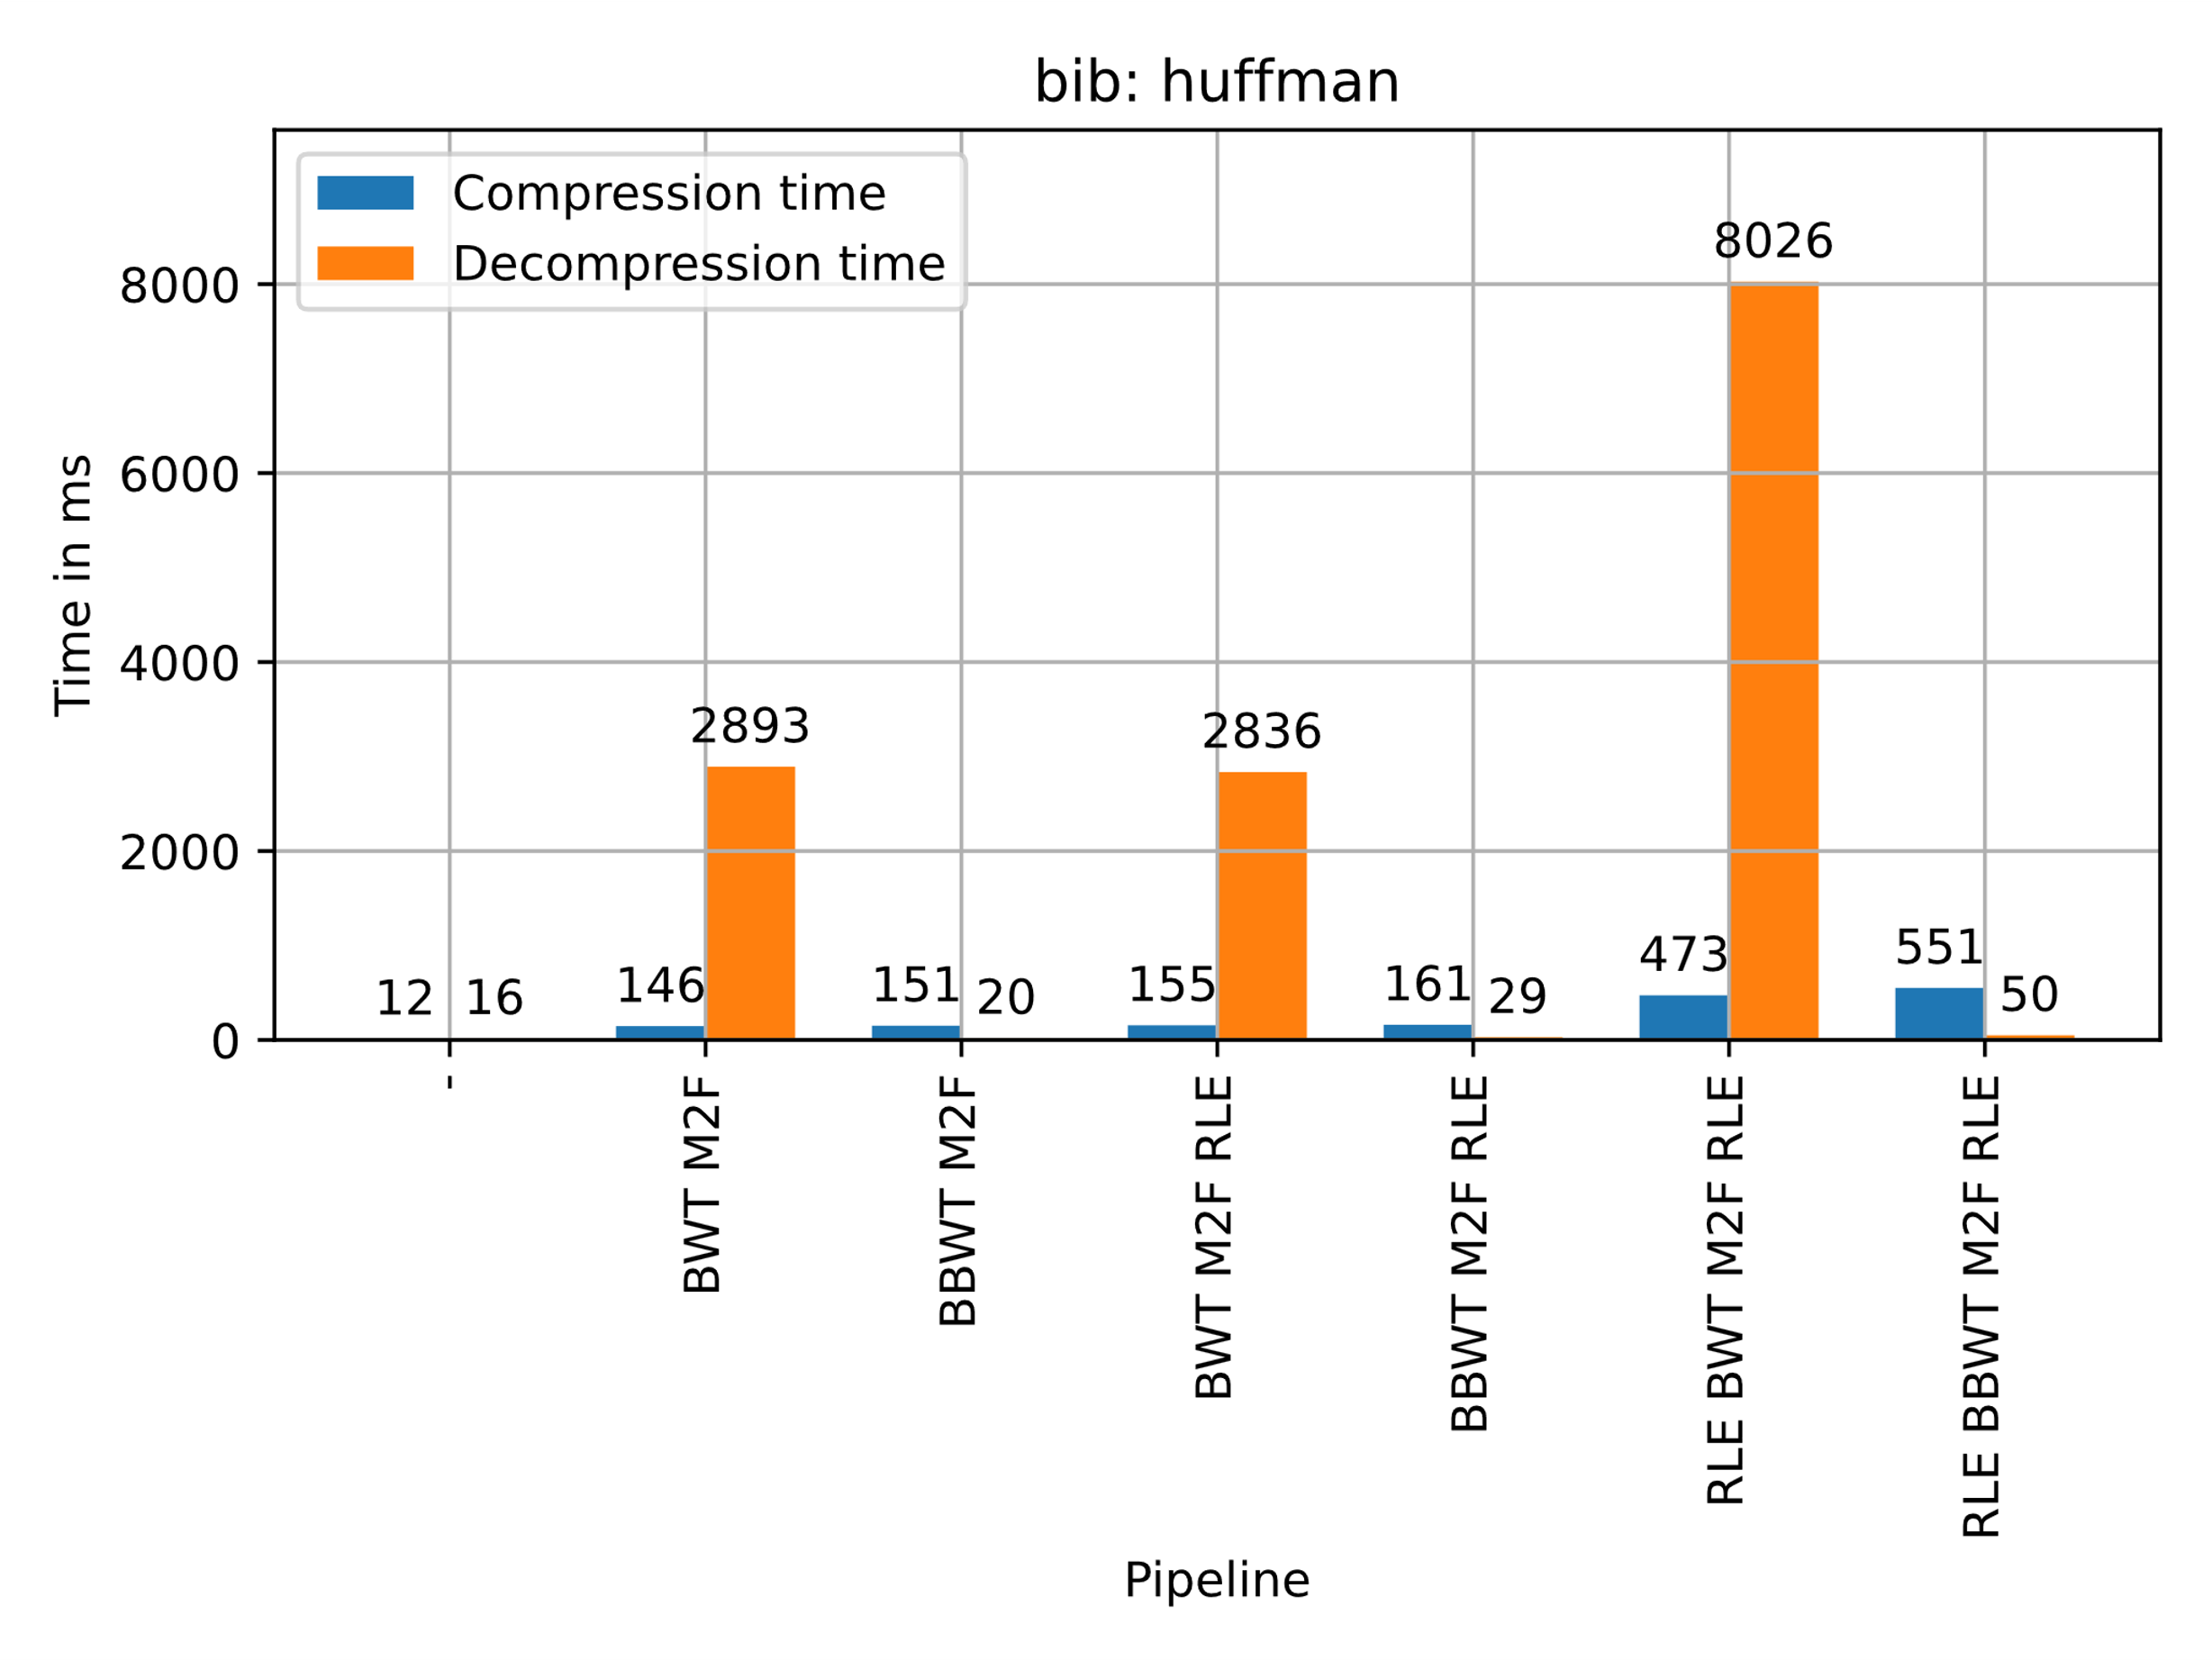 bib: huffman
Compression time
Decompression time
Time in ms
8000
6000
4000
2000
0
12
16
146
2893
151
20
155
2836
161
29
473
8026
551
50
-
BWT M2F
BBWT M2F
BWT M2F RLE
BBWT M2F RLE
RLE BWT M2F RLE
RLE BBWT M2F RLE
Pipeline